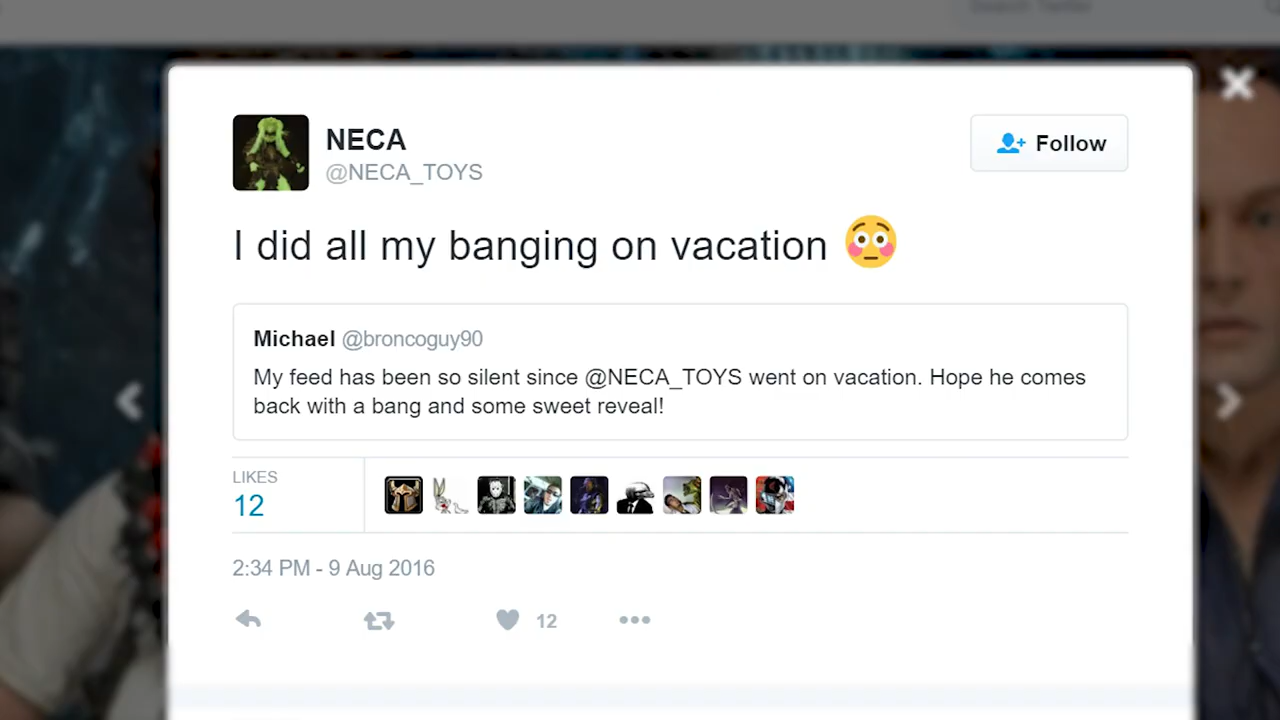 Search Twitter
NECA
@NECA_TOYS
Follow
I did all my banging on vacation 😳
Michael @broncoguy90
My feed has been so silent since @NECA_TOYS went on vacation. Hope he comes
back with a bang and some sweet reveal!
LIKES
12
2:34 PM - 9 Aug 2016
12